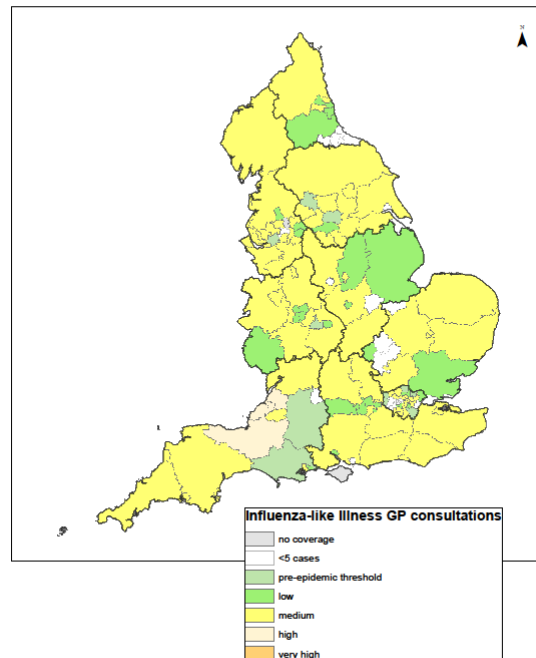 N
Influenza-like Illness GP consultations
no coverage
<5 cases
pre-epidemic threshold
low
medium
high
very high